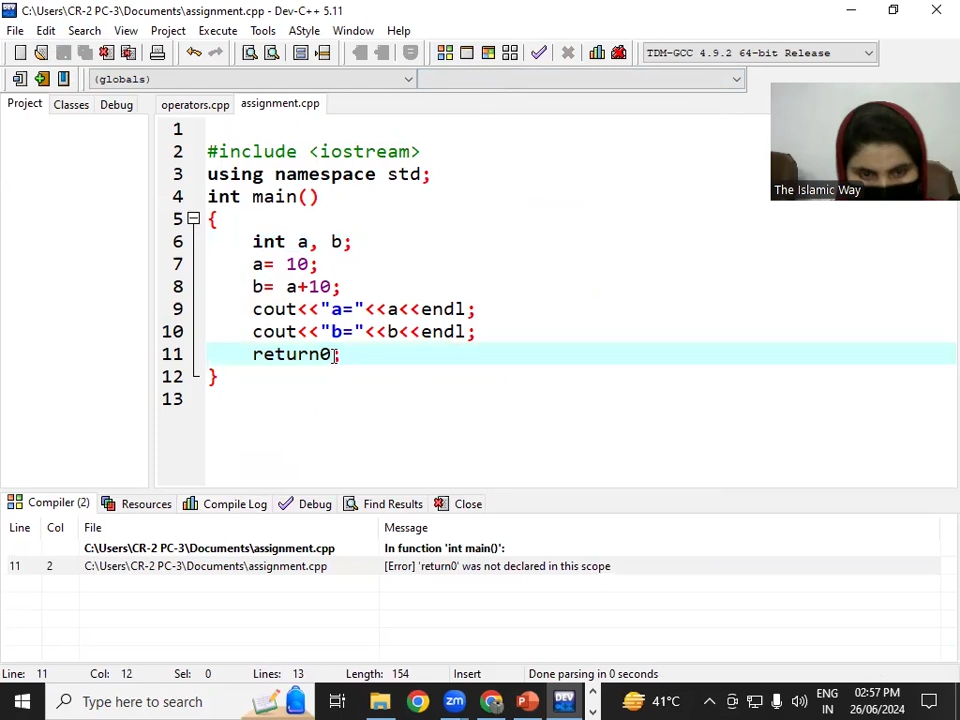 C:\Users\CR-2 PC-3\Documents\assignment.cpp - Dev-C++ 5.11
File Edit Search View Project Execute Tools AStyle Window Help
TDM-GCC 4.9.2 64-bit Release
(globals)
Project Classes Debug
operators.cpp assignment.cpp
1
2 #include <iostream>
3 using namespace std;
4 int main()
5 {
6 int a, b;
7 a= 10;
8 b= a+10;
9 cout<<"a="<<a<<endl;
10 cout<<"b="<<b<<endl;
11 return0;
12 }
13
The Islamic Way
Compiler (2) Resources Compile Log Debug Find Results Close
Line Col File Message
C:\Users\CR-2 PC-3\Documents\assignment.cpp In function 'int main()':
11 2 C:\Users\CR-2 PC-3\Documents\assignment.cpp [Error] 'return0' was not declared in this scope
Line: 11 Col: 12 Sel: 0 Lines: 13 Length: 154 Insert Done parsing in 0 seconds
Type here to search
zm
DEV
41°C
ENG
IN
02:57 PM
26/06/2024